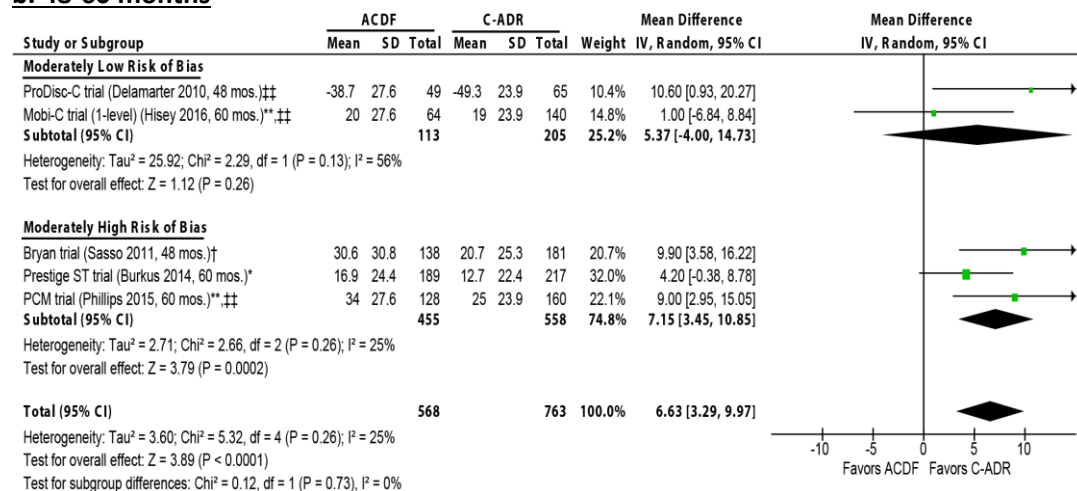 b. 48-60 months
ACDF C-ADR Mean Difference Mean Difference
Study or Subgroup Mean SD Total Mean SD Total Weight IV, Random, 95% CI IV, Random, 95% CI
Moderately Low Risk of Bias
ProDisc-C trial (Delamarter 2010, 48 mos.)‡‡ -38.7 27.6 49 -49.3 23.9 65 10.4% 10.60 [0.93, 20.27]
Mobi-C trial (1-level) (Hisey 2016, 60 mos.)**,‡‡ 20 27.6 64 19 23.9 140 14.8% 1.00 [-6.84, 8.84]
Subtotal (95% CI) 113 205 25.2% 5.37 [-4.00, 14.73]
Heterogeneity: Tau² = 25.92; Chi² = 2.29, df = 1 (P = 0.13); I² = 56%
Test for overall effect: Z = 1.12 (P = 0.26)
Moderately High Risk of Bias
Bryan trial (Sasso 2011, 48 mos.)† 30.6 30.8 138 20.7 25.3 181 20.7% 9.90 [3.58, 16.22]
Prestige ST trial (Burkus 2014, 60 mos.)* 16.9 24.4 189 12.7 22.4 217 32.0% 4.20 [-0.38, 8.78]
PCM trial (Phillips 2015, 60 mos.)**,‡‡ 34 27.6 128 25 23.9 160 22.1% 9.00 [2.95, 15.05]
Subtotal (95% CI) 455 558 74.8% 7.15 [3.45, 10.85]
Heterogeneity: Tau² = 2.71; Chi² = 2.66, df = 2 (P = 0.26); I² = 25%
Test for overall effect: Z = 3.79 (P = 0.0002)
Total (95% CI) 568 763 100.0% 6.63 [3.29, 9.97]
Heterogeneity: Tau² = 3.60; Chi² = 5.32, df = 4 (P = 0.26); I² = 25%
Test for overall effect: Z = 3.89 (P < 0.0001)
Test for subgroup differences: Chi² = 0.12, df = 1 (P = 0.73), I² = 0%
-10 -5 0 5 10
Favors ACDF Favors C-ADR